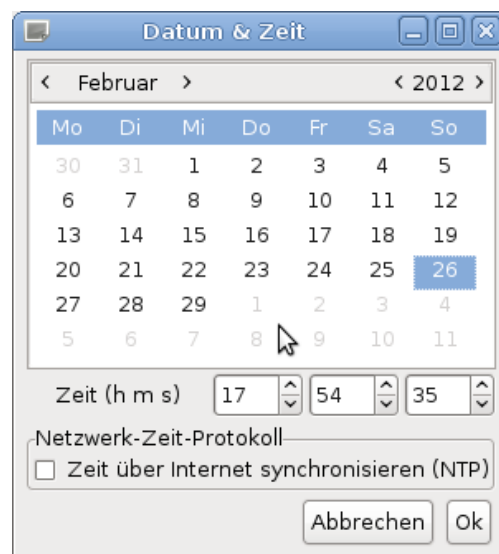 Datum & Zeit
< Februar > < 2012 >
Mo Di Mi Do Fr Sa So
30 31 1 2 3 4 5
6 7 8 9 10 11 12
13 14 15 16 17 18 19
20 21 22 23 24 25 26
27 28 29 1 2 3 4
5 6 7 8 9 10 11
Zeit (h m s) 17 54 35
Netzwerk-Zeit-Protokoll
Zeit über Internet synchronisieren (NTP)
Abbrechen Ok